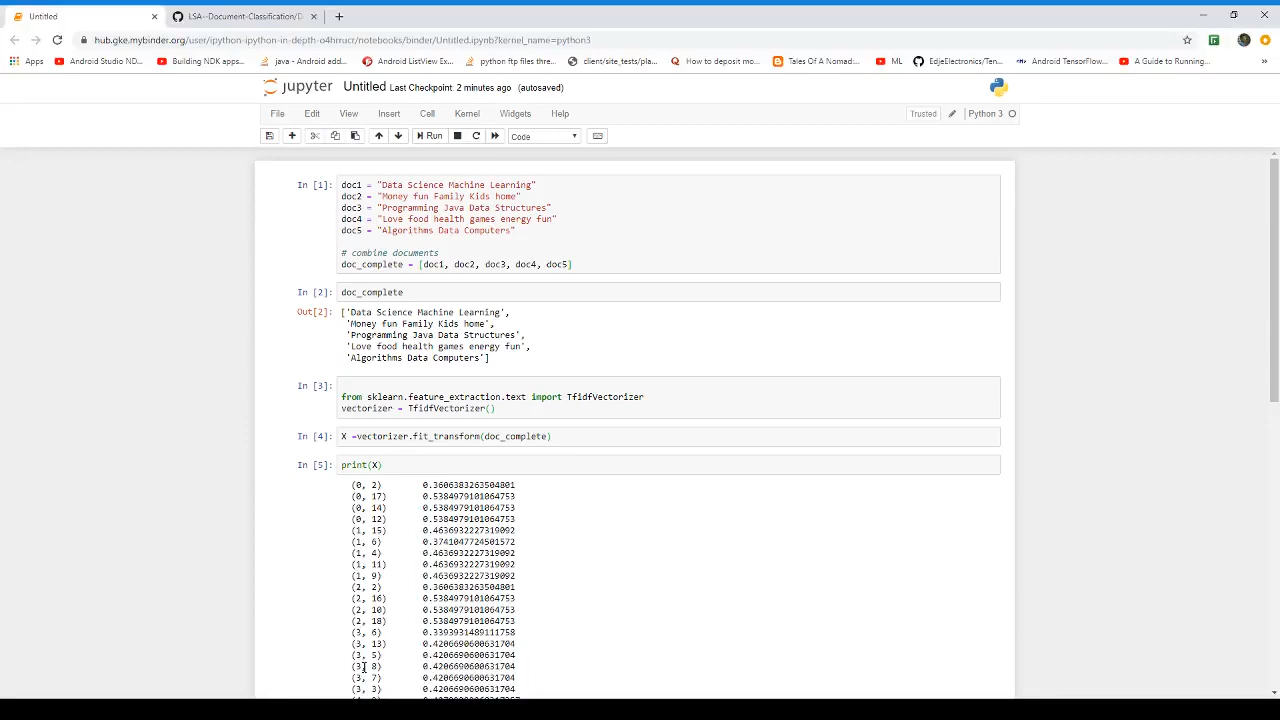 Untitled
LSA--Document-Classification/D
hub.gke.mybinder.org/user/ipython-ipython-in-depth-o4hrrucr/notebooks/binder/Untitled.ipynb?kernel_name=python3
Apps Android Studio ND... Building NDK apps... java - Android add... Android ListView Ex... python ftp files thre... client/site_tests/pla... How to deposit mo... Tales Of A Nomad:... ML EdjeElectronics/Ten... Android TensorFlow... A Guide to Running... »
jupyter Untitled Last Checkpoint: 2 minutes ago (autosaved)
File Edit View Insert Cell Kernel Widgets Help Trusted Python 3
Run Code
In [1]: doc1 = "Data Science Machine Learning"
doc2 = "Money fun Family Kids home"
doc3 = "Programming Java Data Structures"
doc4 = "Love food health games energy fun"
doc5 = "Algorithms Data Computers"
# combine documents
doc_complete = [doc1, doc2, doc3, doc4, doc5]
In [2]: doc_complete
Out[2]: ['Data Science Machine Learning',
'Money fun Family Kids home',
'Programming Java Data Structures',
'Love food health games energy fun',
'Algorithms Data Computers']
In [3]:
from sklearn.feature_extraction.text import TfidfVectorizer
vectorizer = TfidfVectorizer()
In [4]: X =vectorizer.fit_transform(doc_complete)
In [5]: print(X)
(0, 2) 0.3606383263504801
(0, 17) 0.5384979101064753
(0, 14) 0.5384979101064753
(0, 12) 0.5384979101064753
(1, 15) 0.4636932227319092
(1, 6) 0.3741047724501572
(1, 4) 0.4636932227319092
(1, 11) 0.4636932227319092
(1, 9) 0.4636932227319092
(2, 2) 0.3606383263504801
(2, 16) 0.5384979101064753
(2, 10) 0.5384979101064753
(2, 18) 0.5384979101064753
(3, 6) 0.3393931489111758
(3, 13) 0.4206690600631704
(3, 5) 0.4206690600631704
(3, 8) 0.4206690600631704
(3, 7) 0.4206690600631704
(3, 3) 0.4206690600631704